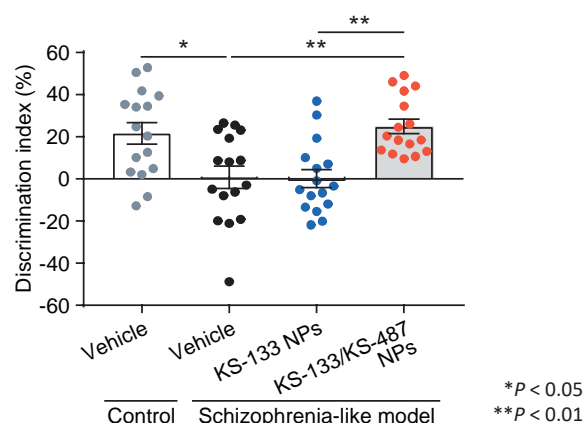 **
* **
Discrimination index (%)
60
40
20
0
-20
-40
-60
Vehicle
Vehicle
KS-133 NPs
KS-133/KS-487
NPs
Control
Schizophrenia-like model
*P < 0.05
**P < 0.01